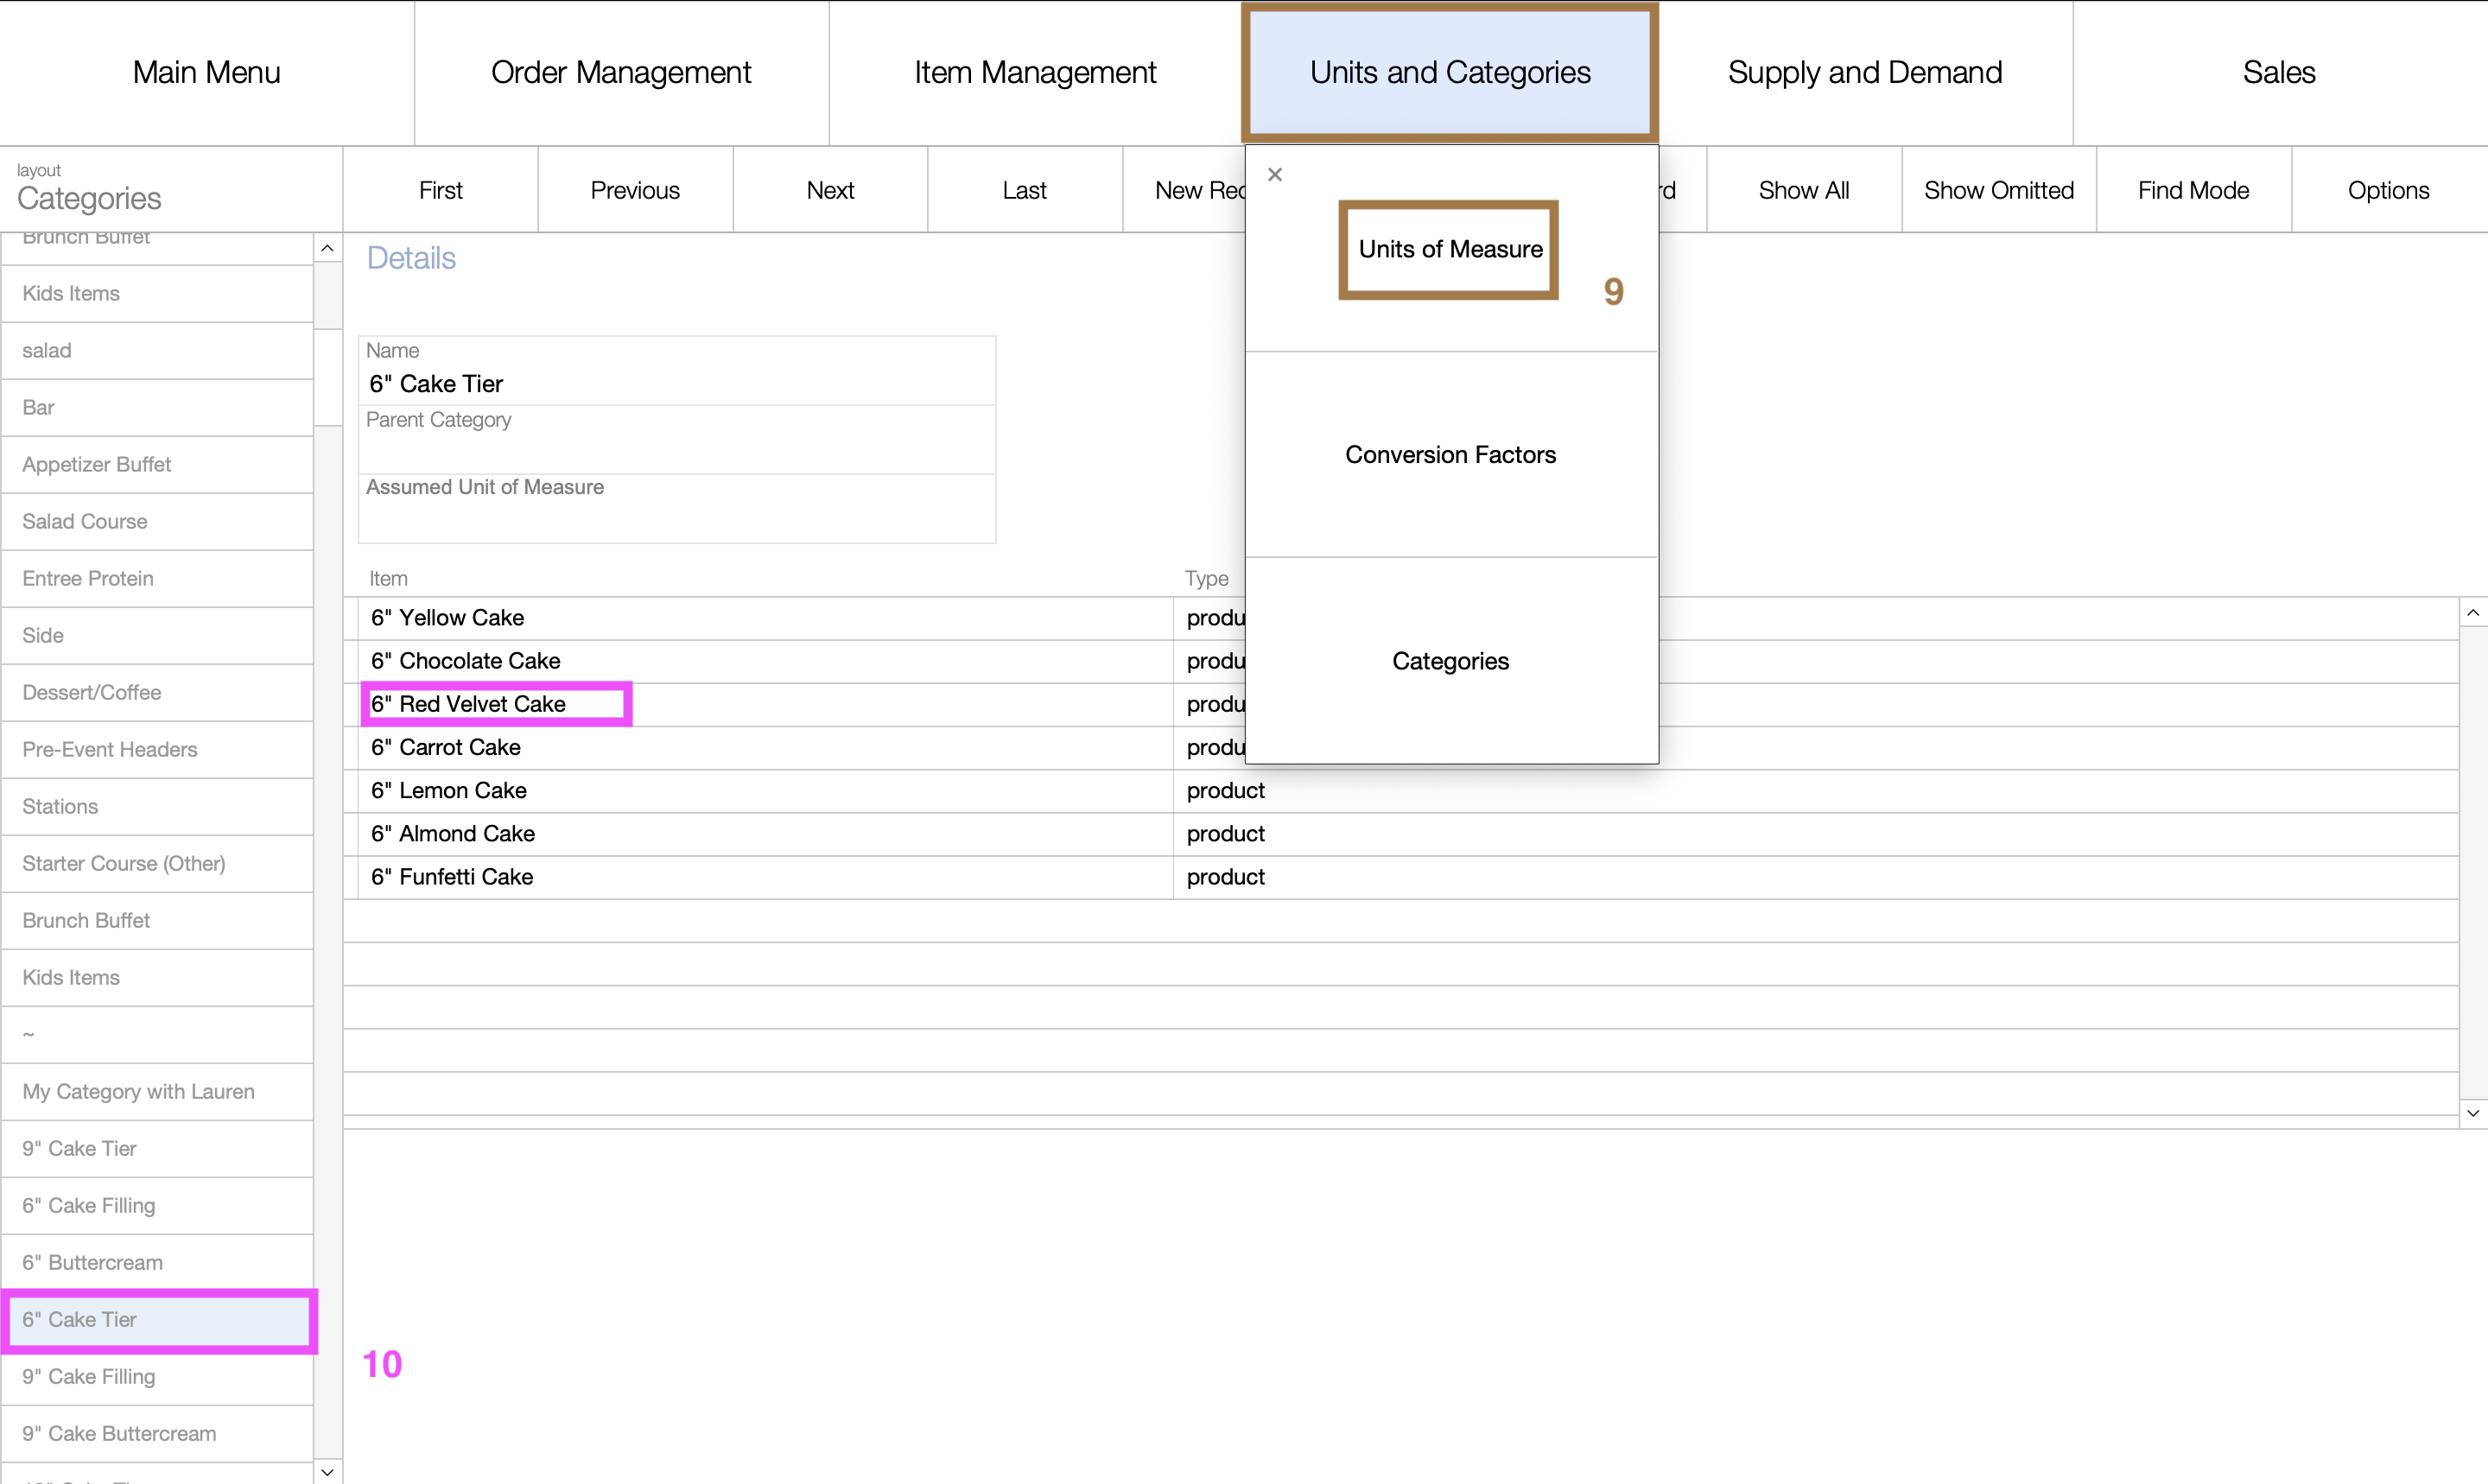 Main Menu
Order Management
Item Management
Units and Categories
Supply and Demand
Sales
layout
Categories
First
Previous
Next
Last
New Rec
rd
Show All
Show Omitted
Find Mode
Options
×
Units of Measure
9
Conversion Factors
Categories
Brunch Buffet
Kids Items
salad
Bar
Appetizer Buffet
Salad Course
Entree Protein
Side
Dessert/Coffee
Pre-Event Headers
Stations
Starter Course (Other)
Brunch Buffet
Kids Items
~
My Category with Lauren
9" Cake Tier
6" Cake Filling
6" Buttercream
6" Cake Tier
9" Cake Filling
9" Cake Buttercream
10
Details
Name
6" Cake Tier
Parent Category
Assumed Unit of Measure
Item Type
6" Yellow Cake produ
6" Chocolate Cake produ
6" Red Velvet Cake produ
6" Carrot Cake produ
6" Lemon Cake product
6" Almond Cake product
6" Funfetti Cake product